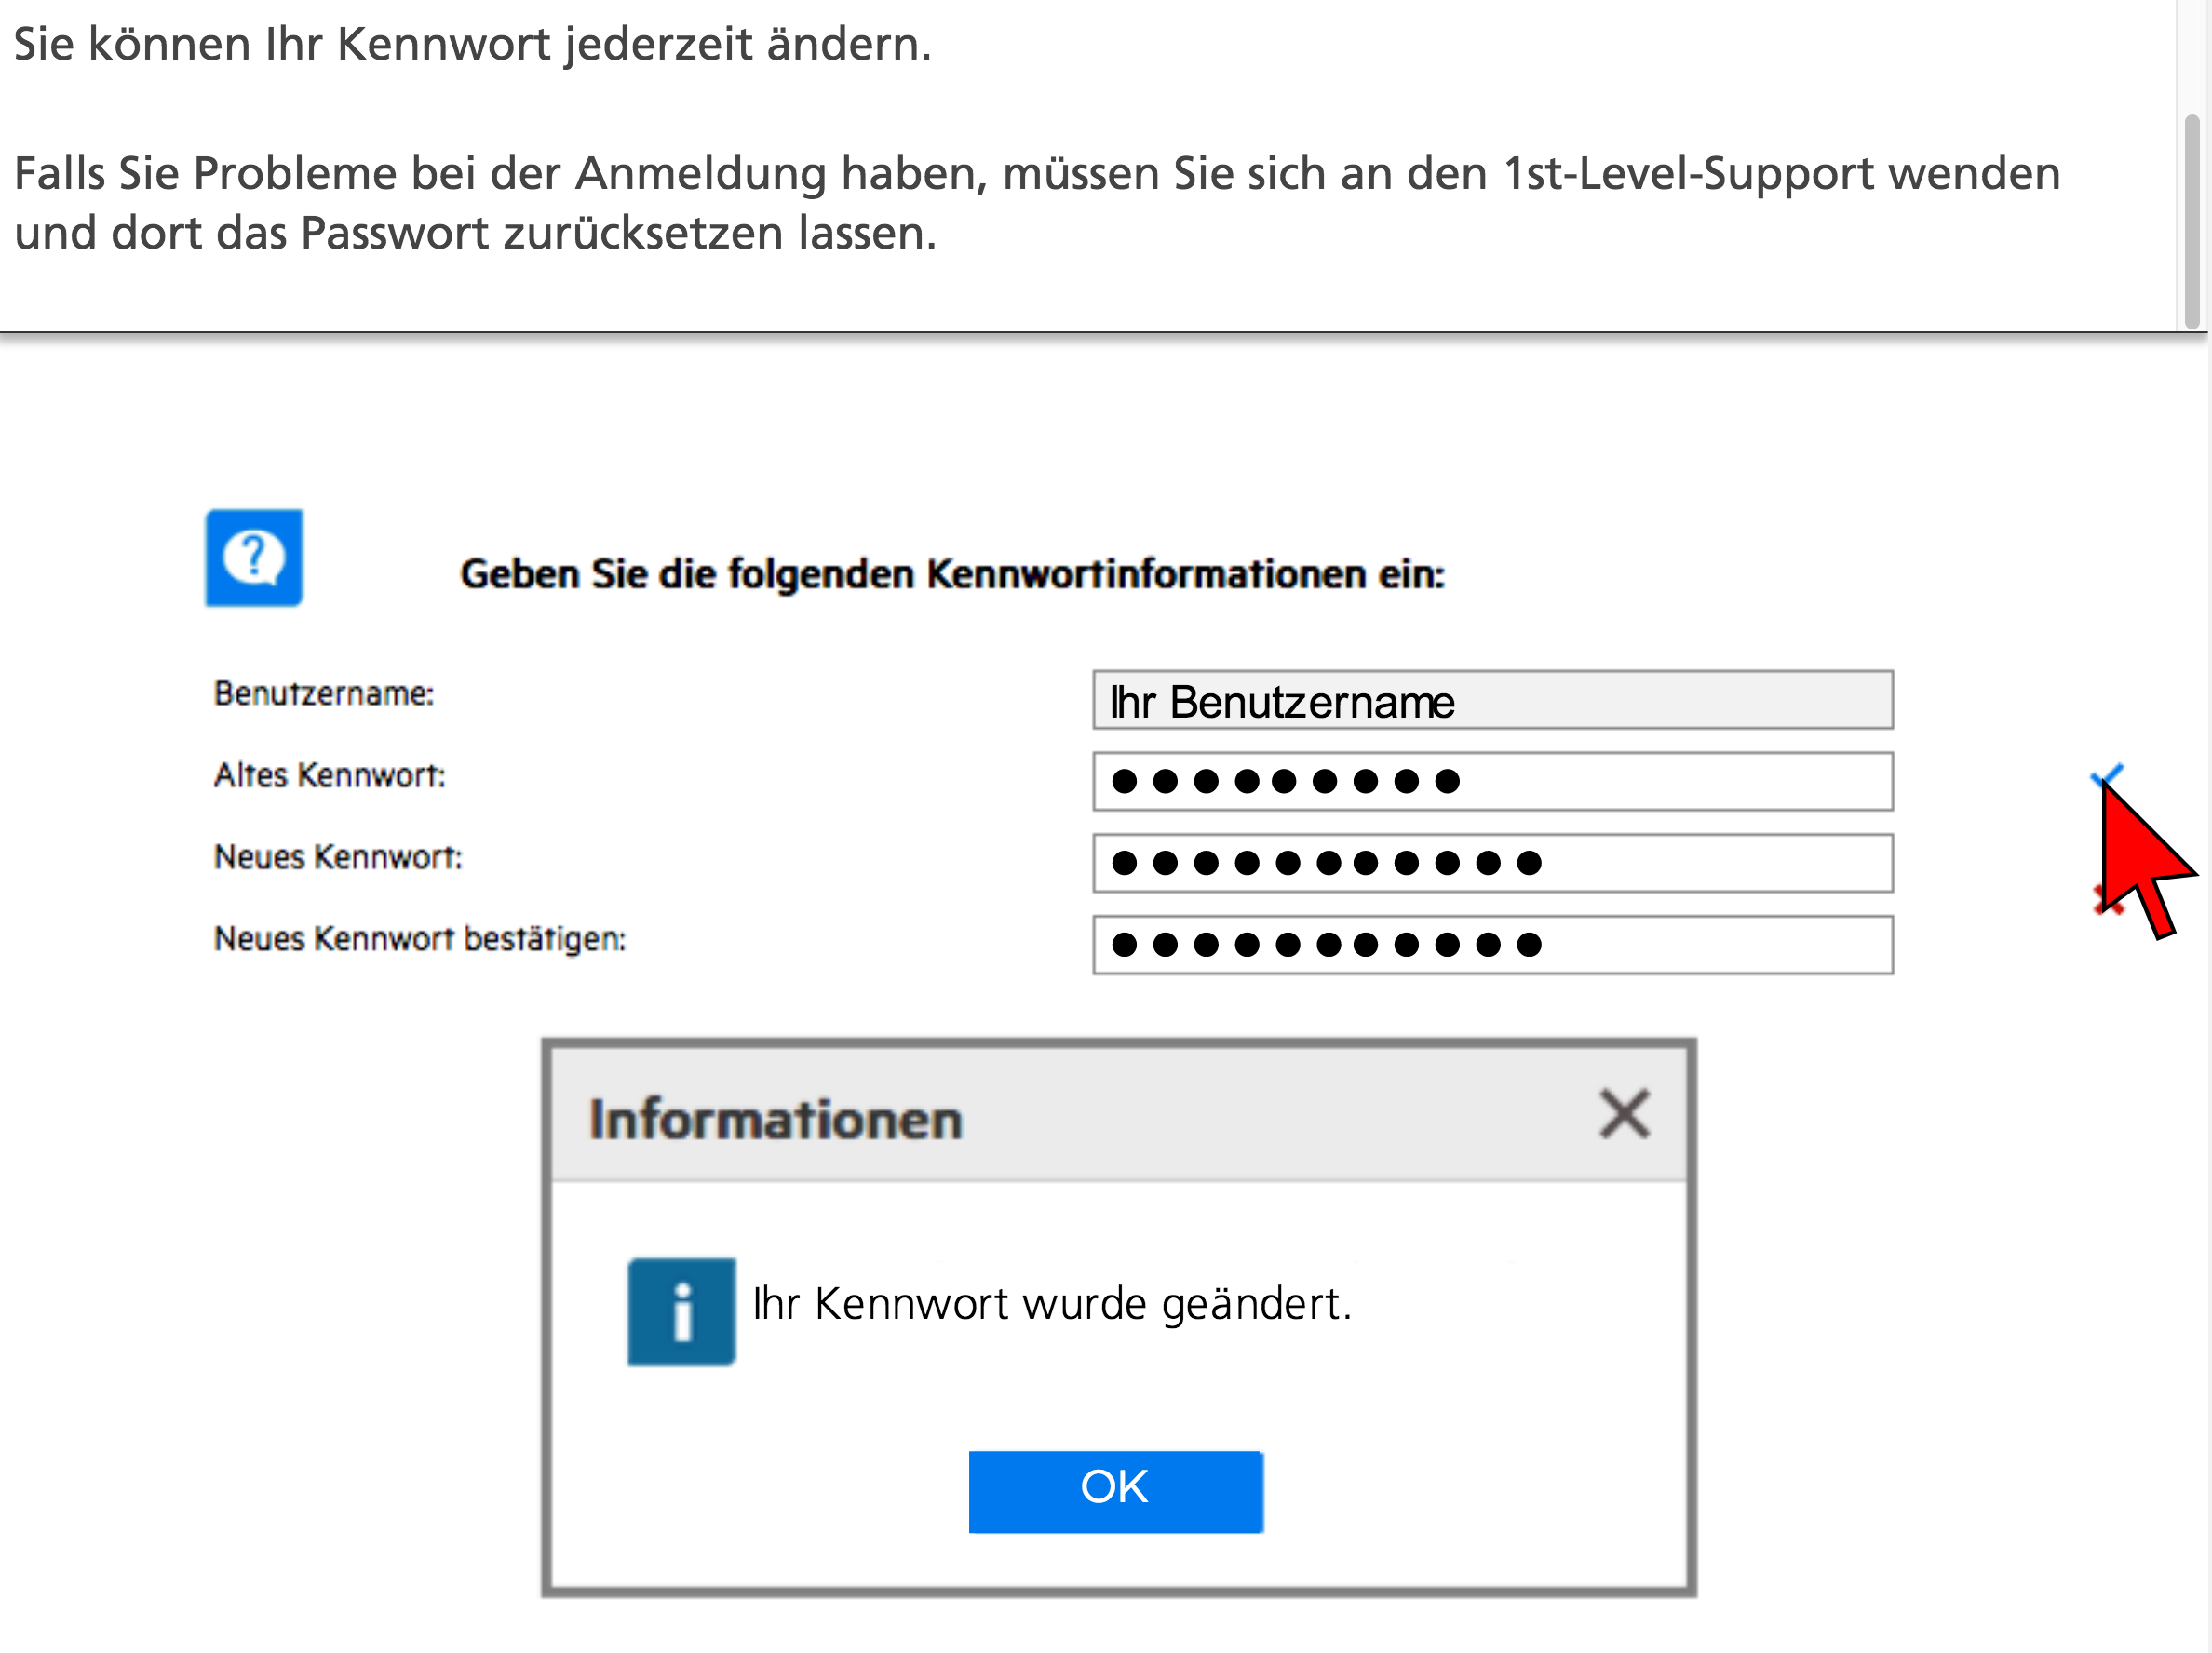 Sie können Ihr Kennwort jederzeit ändern.
Falls Sie Probleme bei der Anmeldung haben, müssen Sie sich an den 1st-Level-Support wenden
und dort das Passwort zurücksetzen lassen.
?
Geben Sie die folgenden Kennwortinformationen ein:
Benutzername:
Ihr Benutzername
Altes Kennwort:
●●●●●●●●●
Neues Kennwort:
●●●●●●●●●●●
Neues Kennwort bestätigen:
●●●●●●●●●●●
Informationen
i
Ihr Kennwort wurde geändert.
OK